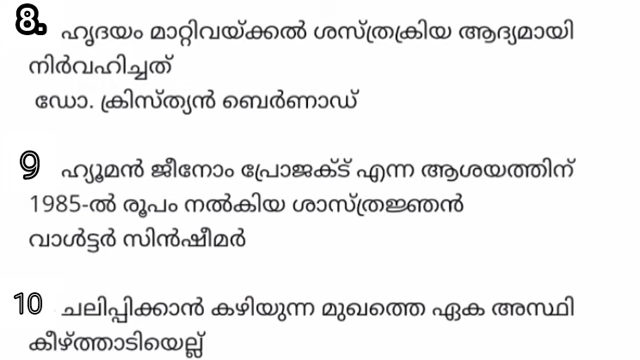 8. ഹൃദയം മാറ്റിവയ്ക്കൽ ശസ്ത്രക്രിയ ആദ്യമായി
നിർവഹിച്ചത്
ഡോ. ക്രിസ്ത്യൻ ബെർണാഡ്
9 ഹ്യൂമൻ ജീനോം പ്രോജക്ട് എന്ന ആശയത്തിന്
1985-ൽ രൂപം നൽകിയ ശാസ്ത്രജ്ഞൻ
വാൾട്ടർ സിൻഷീമർ
10 ചലിപ്പിക്കാൻ കഴിയുന്ന മുഖത്തെ ഏക അസ്ഥി
കീഴ്ത്താടിയെല്ല്